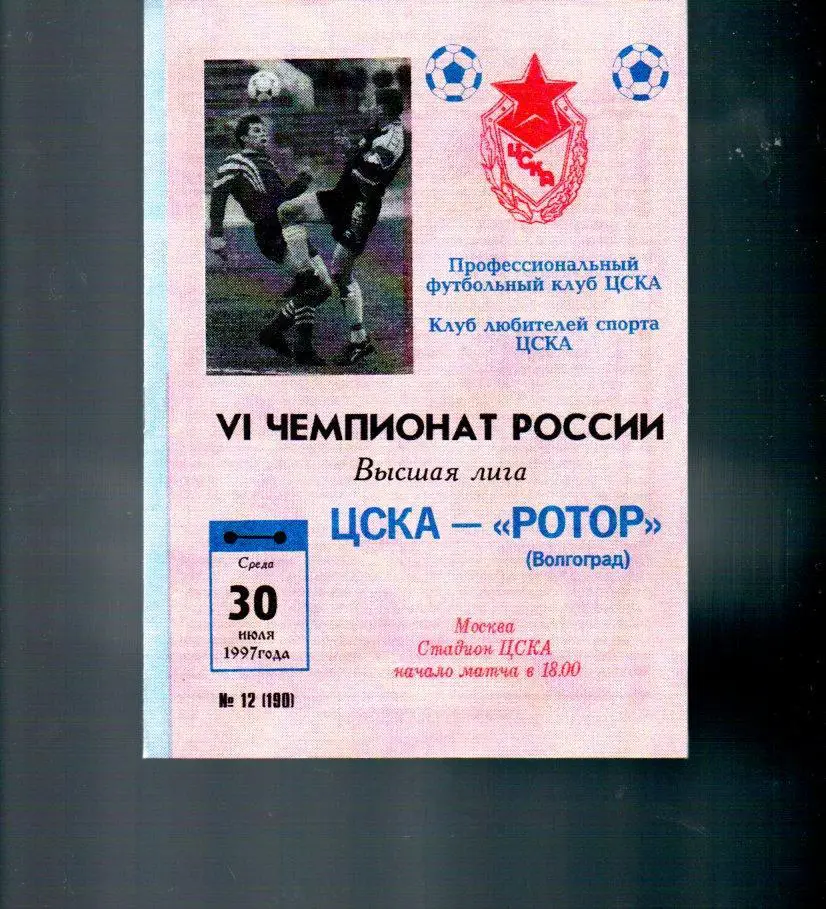 ЦСКА
Профессиональный
футбольный клуб ЦСКА
Клуб любителей спорта
ЦСКА
VI ЧЕМПИОНАТ РОССИИ
Высшая лига
ЦСКА — «РОТОР»
(Волгоград)
Среда
30
июля
1997года
№ 12 (190)
Москва
Стадион ЦСКА
начало матча в 18.00